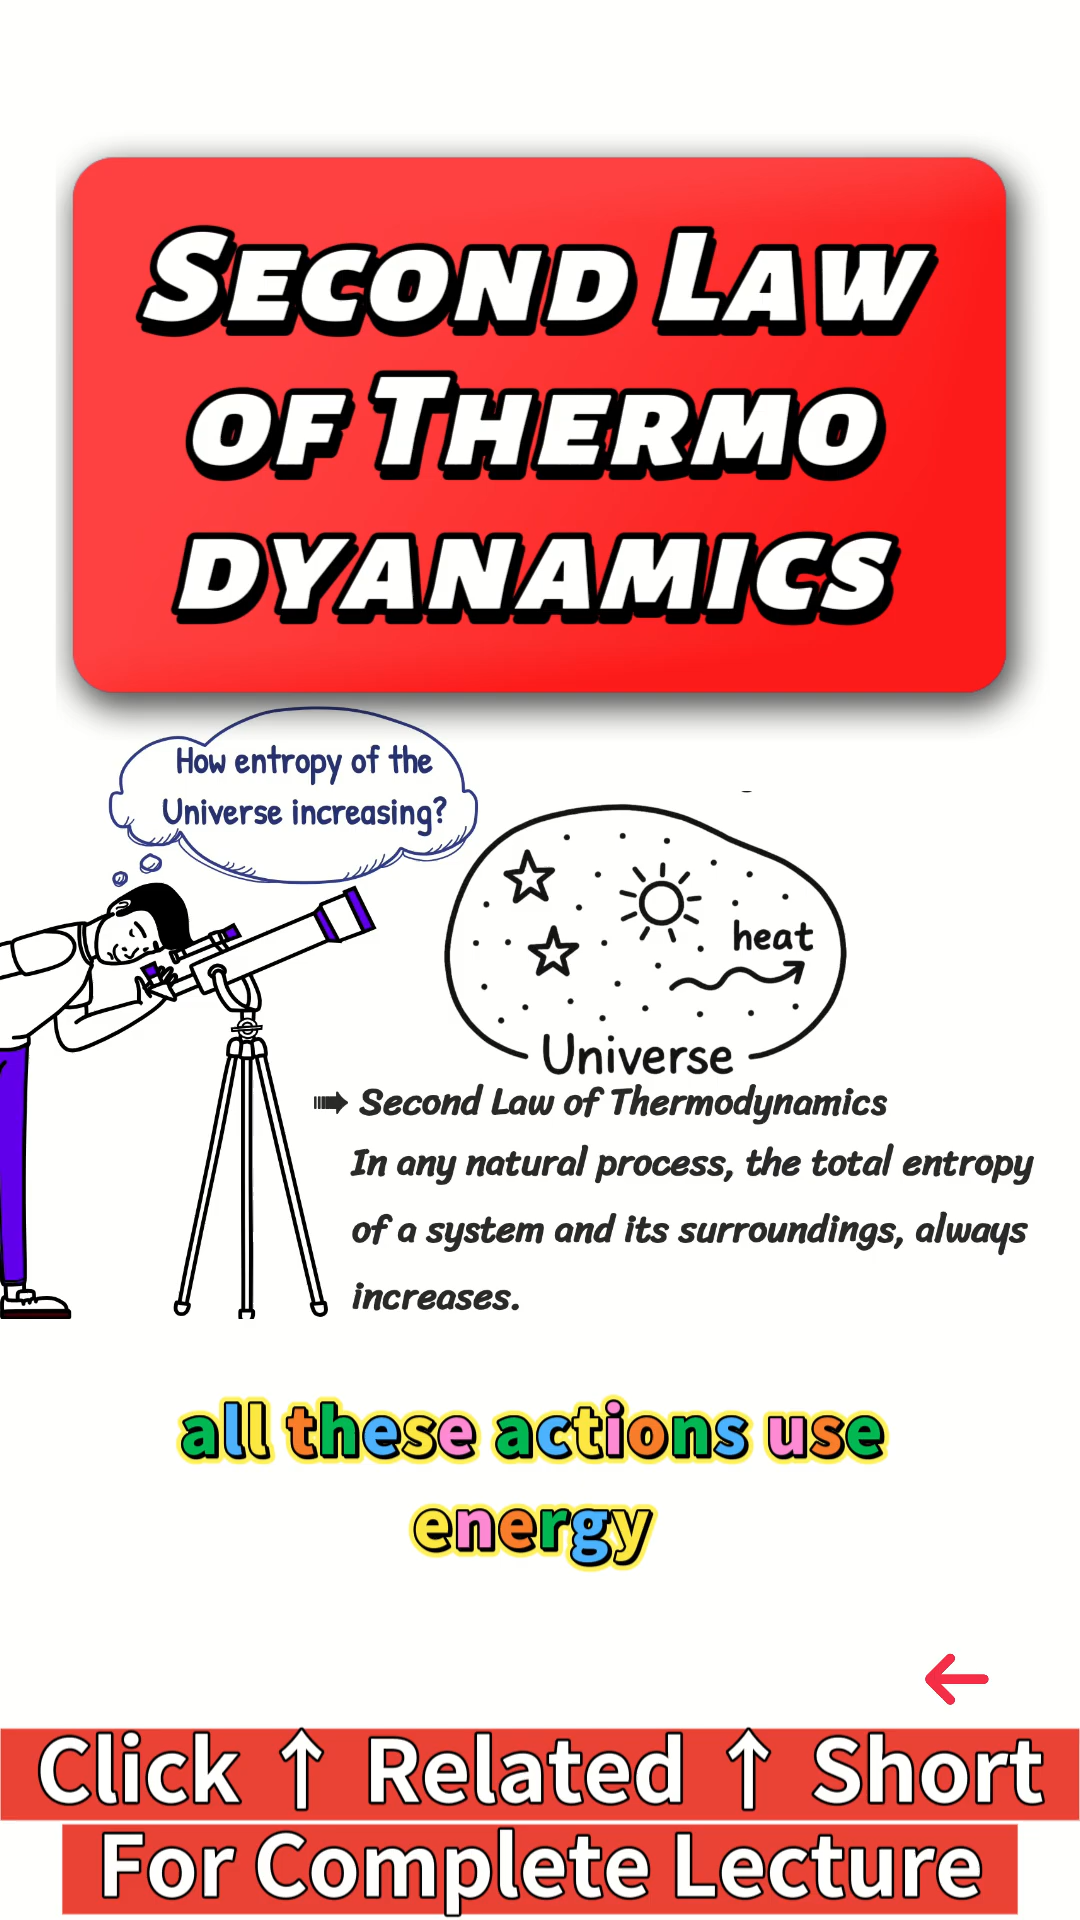 Second Law
of Thermo
dyanamics
How entropy of the
Universe increasing?
heat
Universe
➠ Second Law of Thermodynamics
In any natural process, the total entropy
of a system and its surroundings, always
increases.
all these actions use
energy
←
Click ↑ Related ↑ Short
For Complete Lecture